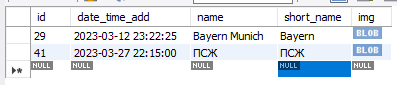 id date_time_add name short_name img
29 2023-03-12 23:22:25 Bayern Munich Bayern BLOB
41 2023-03-27 22:15:00 ПСЖ ПСЖ BLOB
NULL NULL NULL NULL NULL